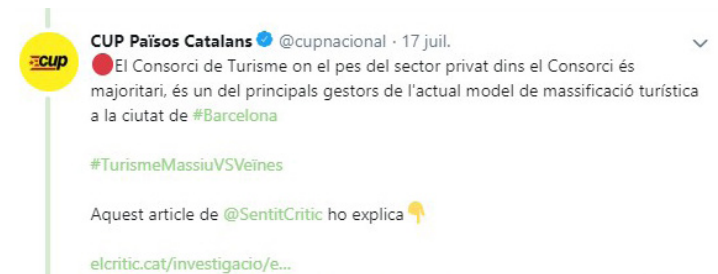 cup
CUP Països Catalans @cupnacional · 17 juil.
🔴El Consorci de Turisme on el pes del sector privat dins el Consorci és
majoritari, és un del principals gestors de l'actual model de massificació turística
a la ciutat de #Barcelona
#TurismeMassiuVSVeïnes
Aquest article de @SentitCritic ho explica👇
elcritic.cat/investigacio/e...